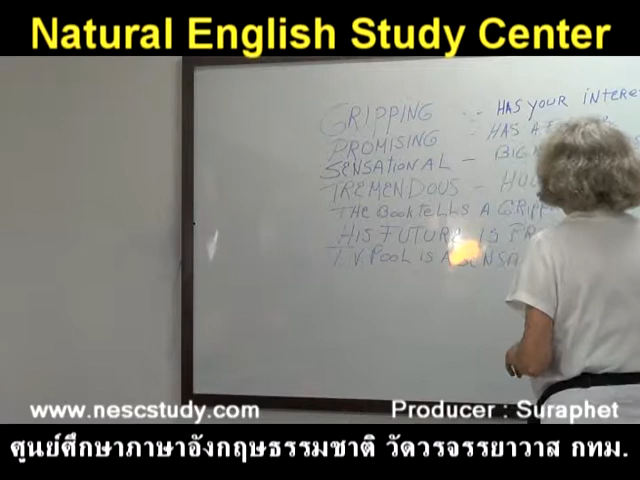 Natural English Study Center
GRIPPING :- HAS YOUR INTERE
PROMISING :- HAS A
SENSATIONAL - BIG
TREMENDOUS - HU
THE BOOK TELLS A GRIPP
HIS FUTURE IS PR
T.V POOL IS A SENSA
www.nescstudy.com Producer : Suraphet
ศูนย์ศึกษาภาษาอังกฤษธรรมชาติ วัดวรจรรยาวาส กทม.